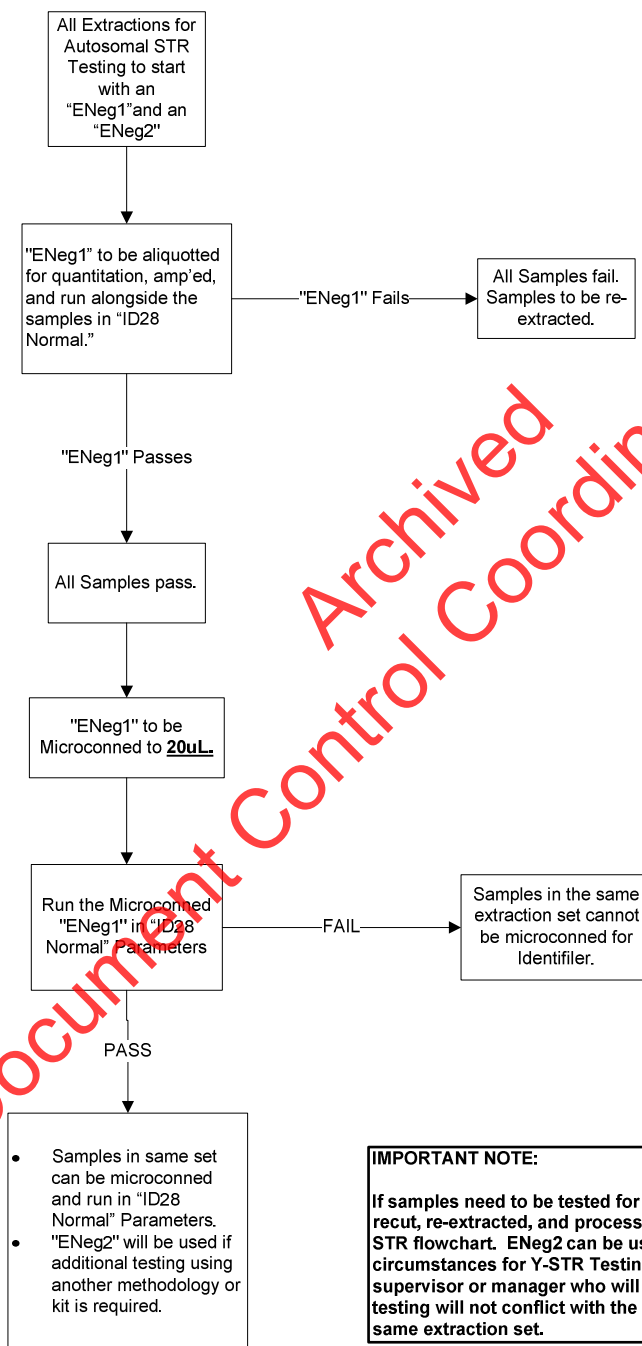 All Extractions for
Autosomal STR
Testing to start
with an
“ENeg1”and an
“ENeg2"
"ENeg1” to be aliquotted
for quantitation, amp’ed,
and run alongside the
samples in “ID28
Normal.”
"ENeg1" Fails
All Samples fail.
Samples to be re-
extracted.
"ENeg1" Passes
All Samples pass.
"ENeg1" to be
Microconned to 20uL.
Run the Microconned
"ENeg1" in “ID28
Normal” Parameters
FAIL
Samples in the same
extraction set cannot
be microconned for
Identifiler.
PASS
• Samples in same set
can be microconned
and run in “ID28
Normal” Parameters.
• "ENeg2" will be used if
additional testing using
another methodology or
kit is required.
IMPORTANT NOTE:
If samples need to be tested for
recut, re-extracted, and process
STR flowchart. ENeg2 can be us
circumstances for Y-STR Testin
supervisor or manager who will
testing will not conflict with the
same extraction set.
Archived
Document Control Coordin